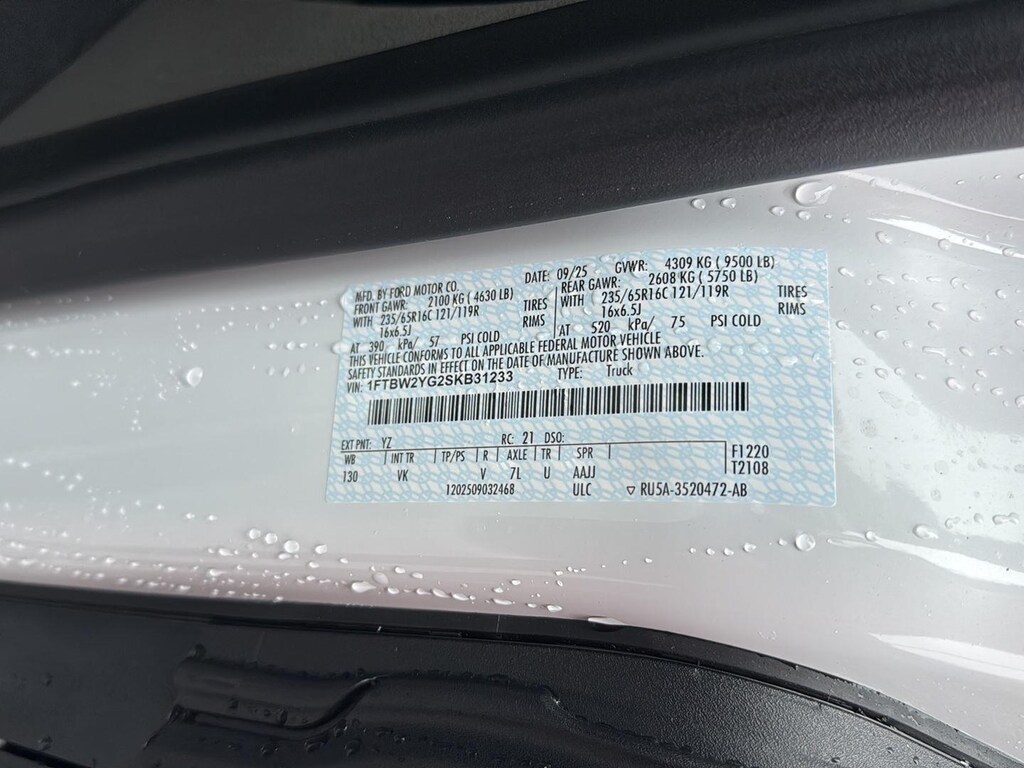 MFD. BY FORD MOTOR CO. DATE: 09/25 GVWR: 4309 KG ( 9500 LB)
FRONT GAWR: 2100 KG ( 4630 LB) REAR GAWR: 2608 KG ( 5750 LB)
WITH 235/65R16C 121/119R TIRES WITH 235/65R16C 121/119R TIRES
16x6.5J RIMS 16x6.5J RIMS
AT 390 kPa/ 57 PSI COLD AT 520 kPa/ 75 PSI COLD
THIS VEHICLE CONFORMS TO ALL APPLICABLE FEDERAL MOTOR VEHICLE
SAFETY STANDARDS IN EFFECT ON THE DATE OF MANUFACTURE SHOWN ABOVE.
VIN: 1FTBW2YG2SKB31233 TYPE: Truck
EXT PNT: YZ RC: 21 DSO:
WB INT TR TP/PS R AXLE TR SPR F1220
130 VK V 7L U AAJJ T2108
1202509032468 ULC ▽ RU5A-3520472-AB